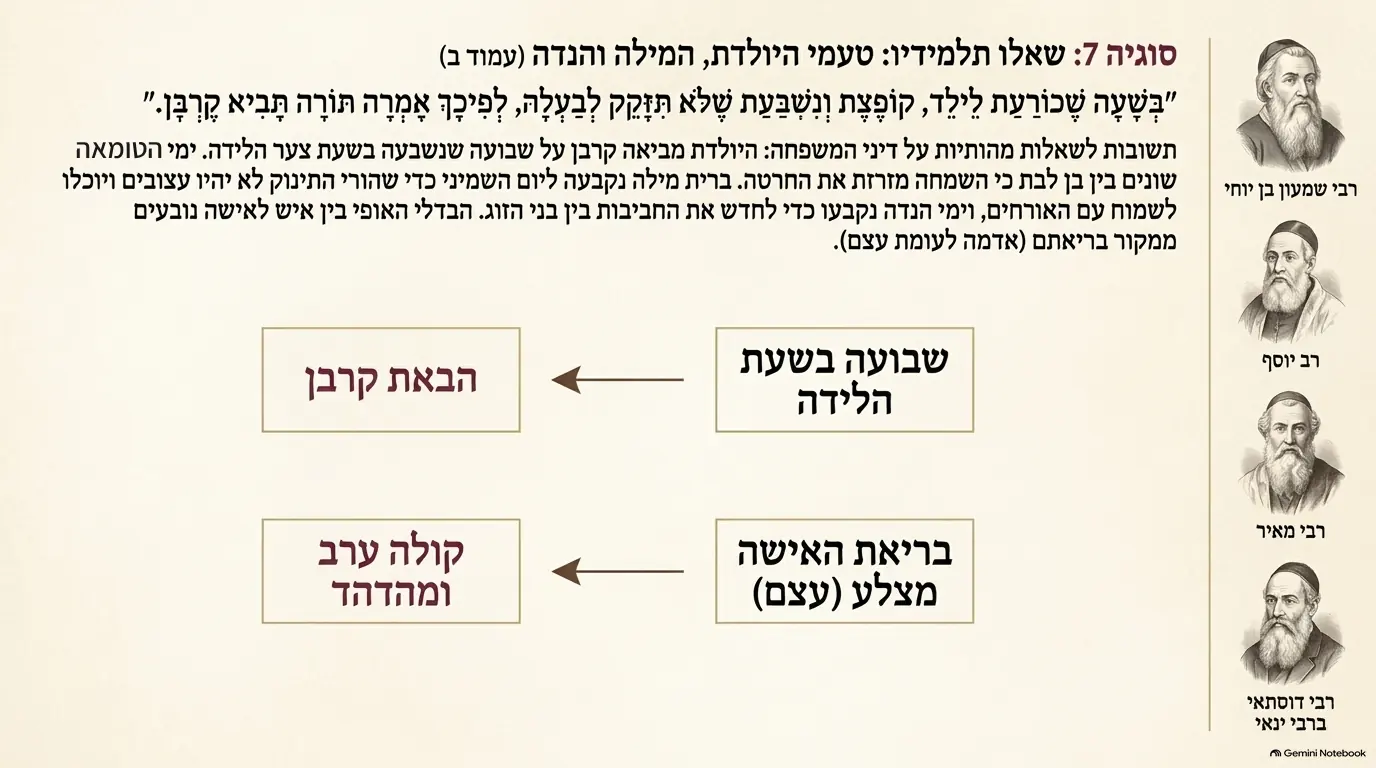 סוגיה 7: שאלו תלמידיו: טעמי היולדת, המילה והנדה (עמוד ב)
"בְּשָׁעָה שֶׁכּוֹרַעַת לֵילֵד, קוֹפֶצֶת וְנִשְׁבַּעַת שֶׁלֹּא תִּזָּקֵק לְבַעְלָהּ, לְפִיכָךְ אָמְרָה תּוֹרָה תָּבִיא קָרְבָּן."
תשובות לשאלות מהותיות על דיני המשפחה: היולדת מביאה קרבן על שבועה שנשבעה בשעת צער הלידה. ימי הטומאה
שונים בין בן לבת כי השמחה מזרזת את החרטה. ברית מילה נקבעה ליום השמיני כדי שהורי התינוק לא יהיו עצובים ויוכלו
לשמוח עם האורחים, וימי הנדה נקבעו כדי לחדש את החביבות בין בני הזוג. הבדלי האופי בין איש לאישה נובעים
ממקור בריאתם (אדמה לעומת עצם).
שבועה בשעת
הלידה
הבאת קרבן
בריאת האישה
מצלע (עצם)
קולה ערב
ומהדהד
רבי שמעון בן יוחי
רב יוסף
רבי מאיר
רבי דוסתאי
ברבי ינאי
Gemini Notebook